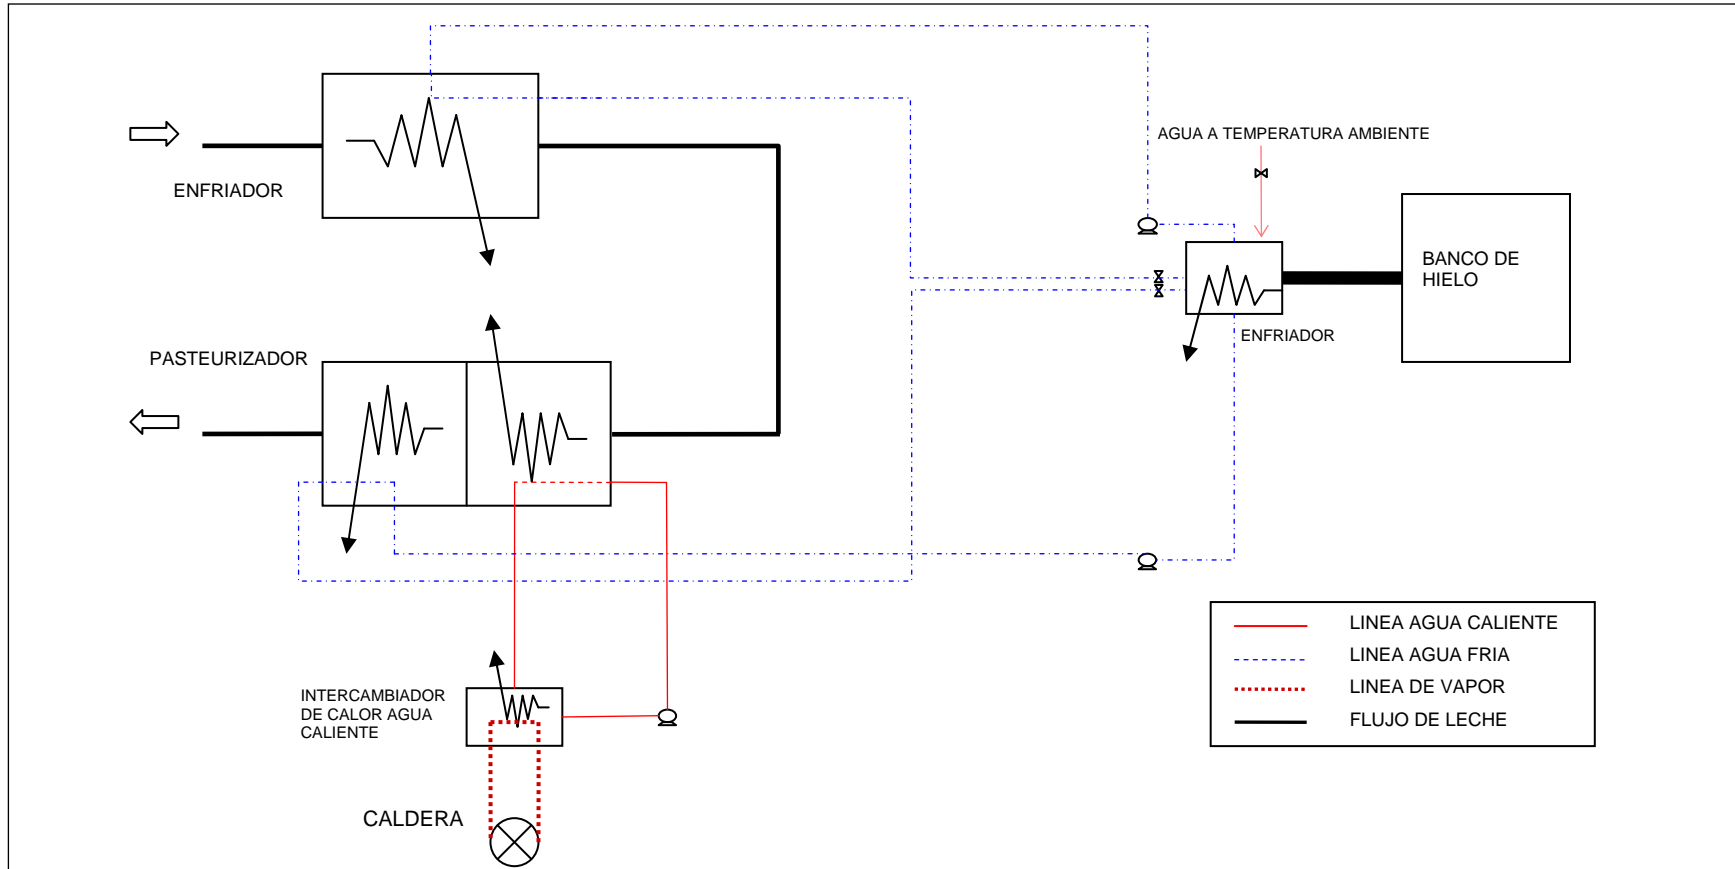 AGUA A TEMPERATURA AMBIENTE
ENFRIADOR
BANCO DE
HIELO
ENFRIADOR
PASTEURIZADOR
LINEA AGUA CALIENTE
LINEA AGUA FRIA
LINEA DE VAPOR
FLUJO DE LECHE
INTERCAMBIADOR
DE CALOR AGUA
CALIENTE
CALDERA